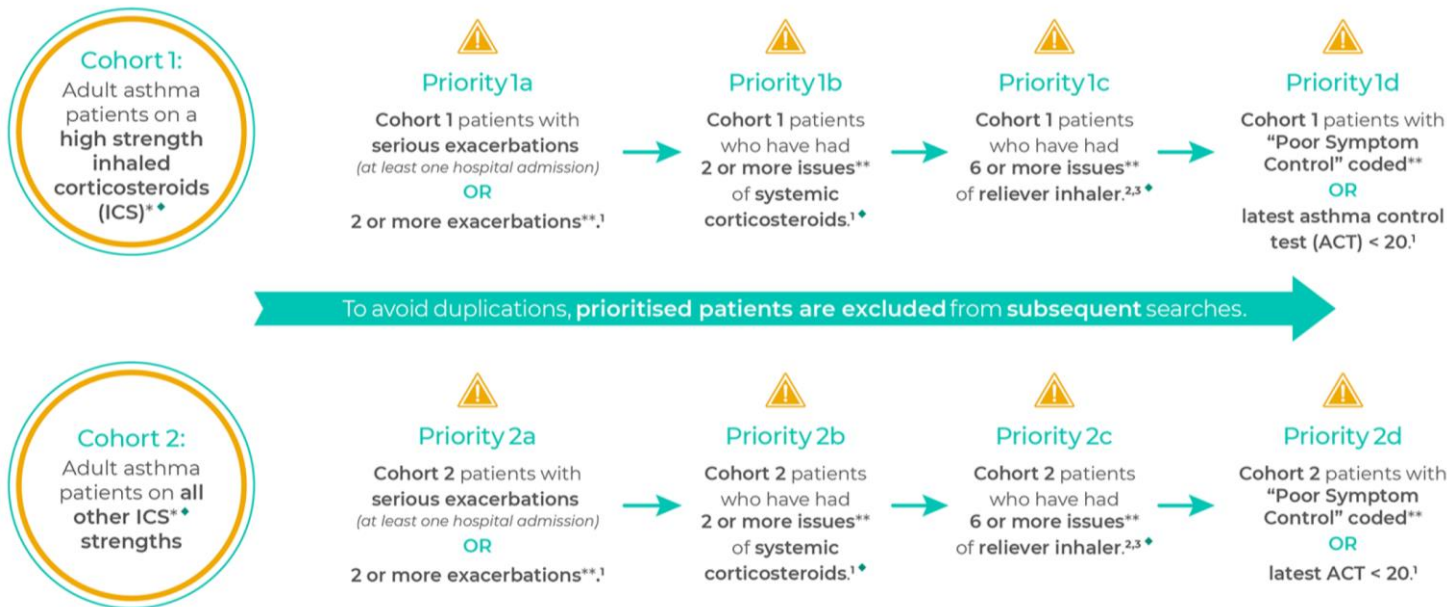 Cohort 1:
Adult asthma
patients on a
high strength
inhaled
corticosteroids
(ICS)*◆
Priority 1a
Cohort 1 patients with
serious exacerbations
(at least one hospital admission)
OR
2 or more exacerbations**.¹
Priority 1b
Cohort 1 patients
who have had
2 or more issues**
of systemic
corticosteroids.¹◆
Priority 1c
Cohort 1 patients
who have had
6 or more issues**
of reliever inhaler.²,³◆
Priority 1d
Cohort 1 patients with
“Poor Symptom
Control” coded**
OR
latest asthma control
test (ACT) < 20.¹
To avoid duplications, prioritised patients are excluded from subsequent searches.
Cohort 2:
Adult asthma
patients on all
other ICS*◆
strengths
Priority 2a
Cohort 2 patients with
serious exacerbations
(at least one hospital admission)
OR
2 or more exacerbations**.¹
Priority 2b
Cohort 2 patients
who have had
2 or more issues**
of systemic
corticosteroids.¹◆
Priority 2c
Cohort 2 patients
who have had
6 or more issues**
of reliever inhaler.²,³◆
Priority 2d
Cohort 2 patients with
“Poor Symptom
Control” coded**
OR
latest ACT < 20.¹